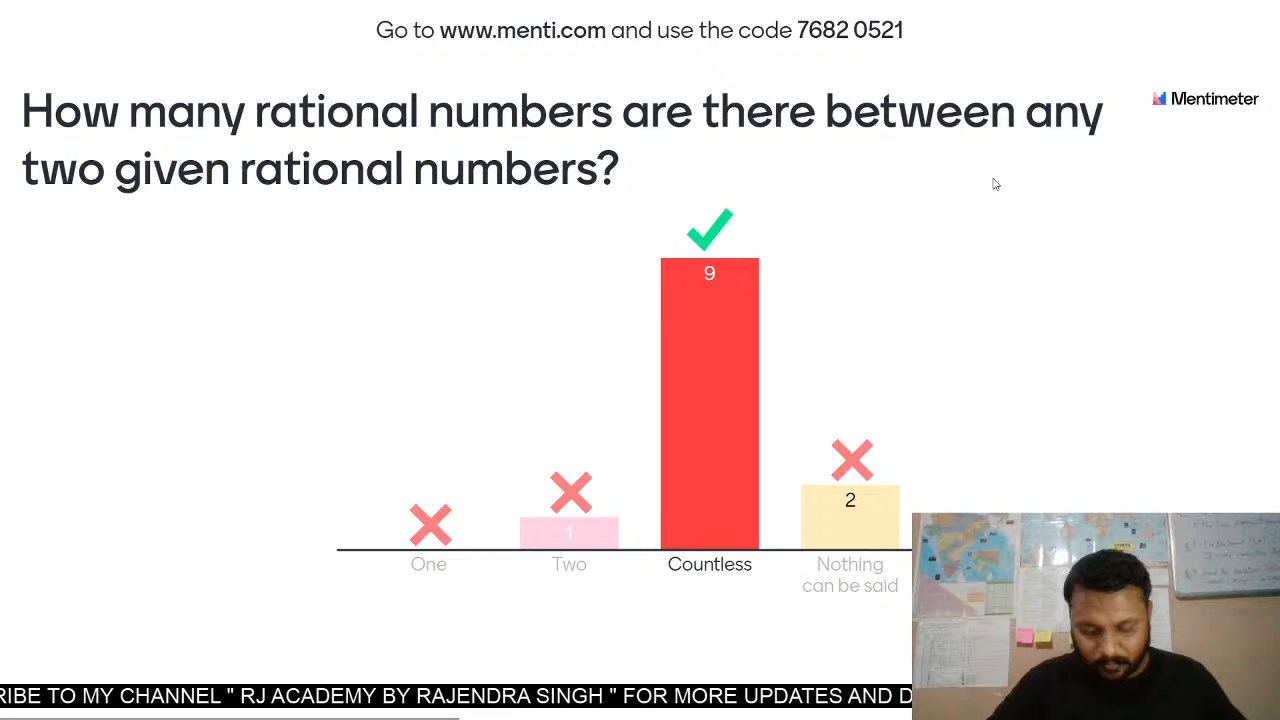 Go to www.menti.com and use the code 7682 0521
How many rational numbers are there between any
two given rational numbers?
Mentimeter
9
2
1
One
Two
Countless
Nothing
can be said
RIBE TO MY CHANNEL " RJ ACADEMY BY RAJENDRA SINGH " FOR MORE UPDATES AND D